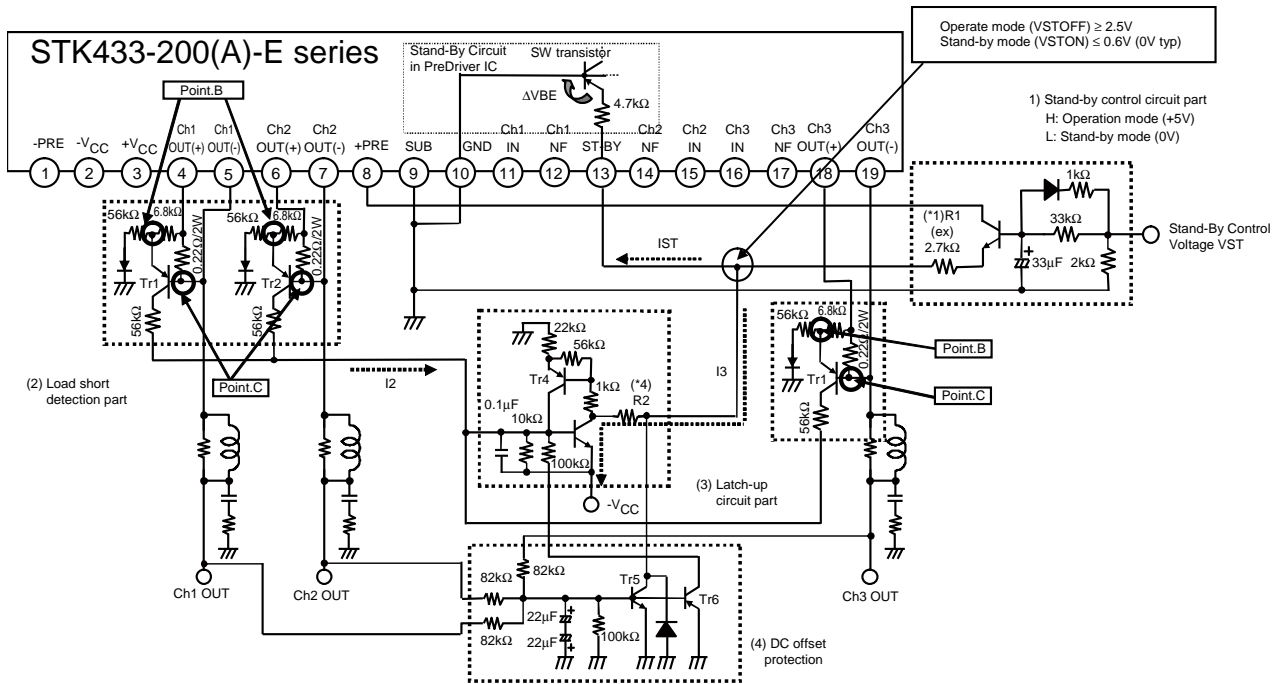 Operate mode (VSTOFF) ≥ 2.5V
Stand-by mode (VSTON) ≤ 0.6V (0V typ)
STK433-200(A)-E series
Stand-By Circuit
in PreDriver IC
SW transistor
ΔVBE
4.7kΩ
Point.B
1) Stand-by control circuit part
H: Operation mode (+5V)
L: Stand-by mode (0V)
-PRE
-VCC
+VCC
Ch1
OUT(+)
Ch1
OUT(-)
Ch2
OUT(+)
Ch2
OUT(-)
+PRE
SUB
GND
Ch1
IN
Ch1
NF
ST-BY
Ch2
NF
Ch2
IN
Ch3
IN
Ch3
NF
Ch3
OUT(+)
Ch3
OUT(-)
1 2 3 4 5 6 7 8 9 10 11 12 13 14 15 16 17 18 19
56kΩ
6.8kΩ
0.22Ω/2W
Tr1
56kΩ
56kΩ
6.8kΩ
0.22Ω/2W
Tr2
56kΩ
IST
(*1)R1
(ex)
2.7kΩ
1kΩ
33kΩ
33µF
2kΩ
Stand-By Control
Voltage VST
(2) Load short
detection part
Point.C
I2
22kΩ
56kΩ
Tr4
1kΩ
(*4)
R2
0.1µF
10kΩ
100kΩ
I3
-VCC
(3) Latch-up
circuit part
56kΩ
6.8kΩ
0.22Ω/2W
Tr1
56kΩ
Point.B
Point.C
Ch1 OUT
Ch2 OUT
Ch3 OUT
82kΩ
82kΩ
82kΩ
22µF
22µF
100kΩ
Tr5
Tr6
(4) DC offset
protection